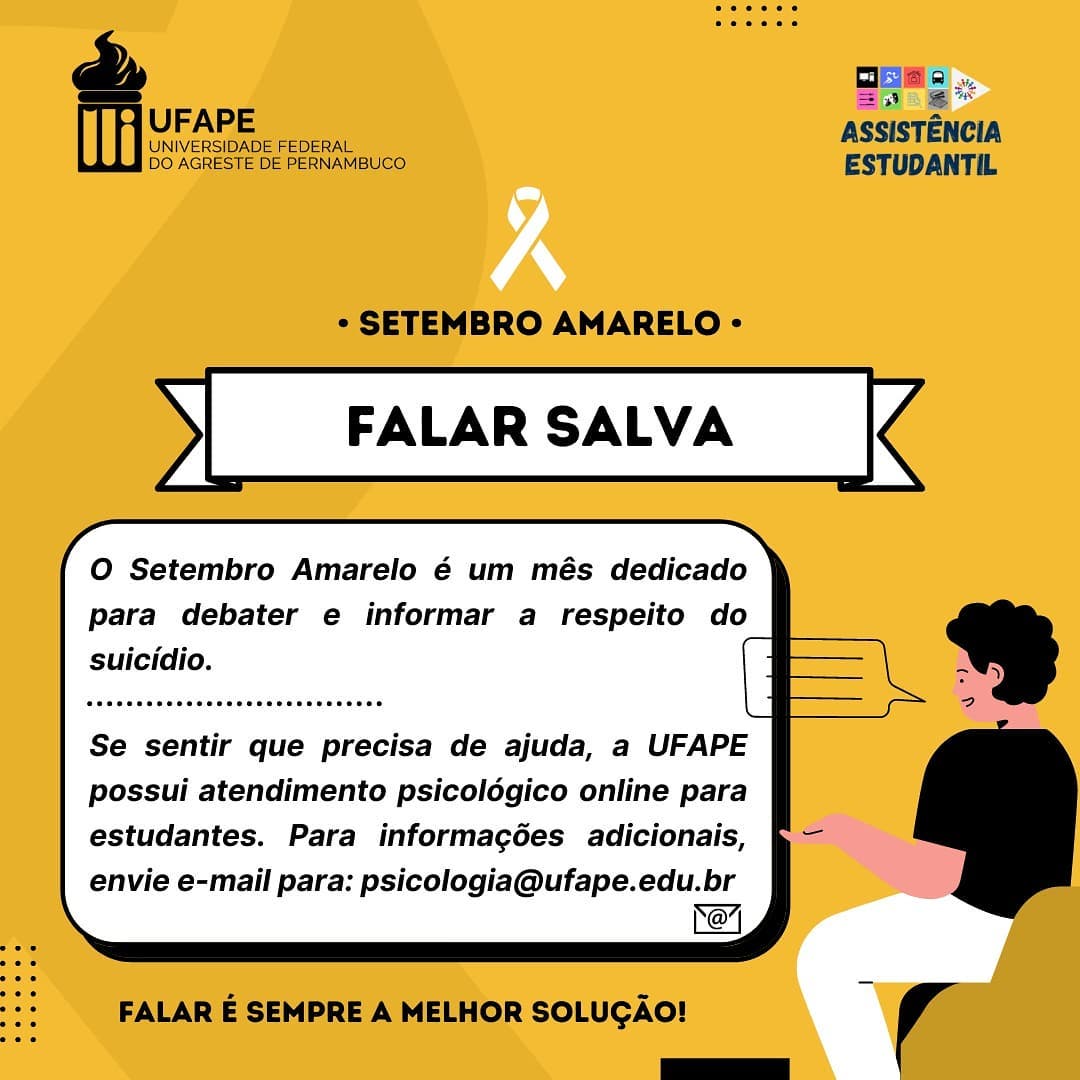 UFAPE
UNIVERSIDADE FEDERAL
DO AGRESTE DE PERNAMBUCO
ASSISTÊNCIA
ESTUDANTIL
• SETEMBRO AMARELO •
FALAR SALVA
O Setembro Amarelo é um mês dedicado
para debater e informar a respeito do
suicídio.
..............................
Se sentir que precisa de ajuda, a UFAPE
possui atendimento psicológico online para
estudantes. Para informações adicionais,
envie e-mail para: psicologia@ufape.edu.br
@
FALAR É SEMPRE A MELHOR SOLUÇÃO!